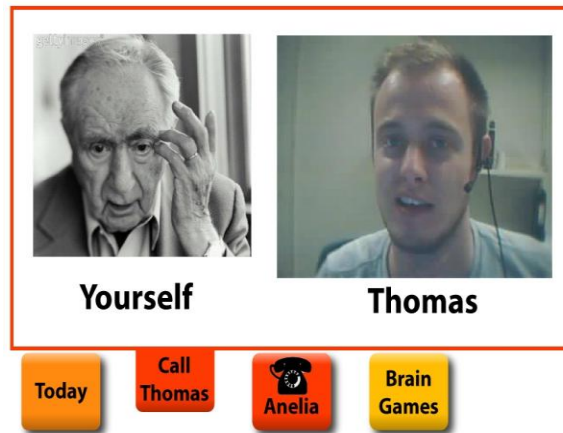 Yourself
Thomas
Today
Call
Thomas
Anelia
Brain
Games